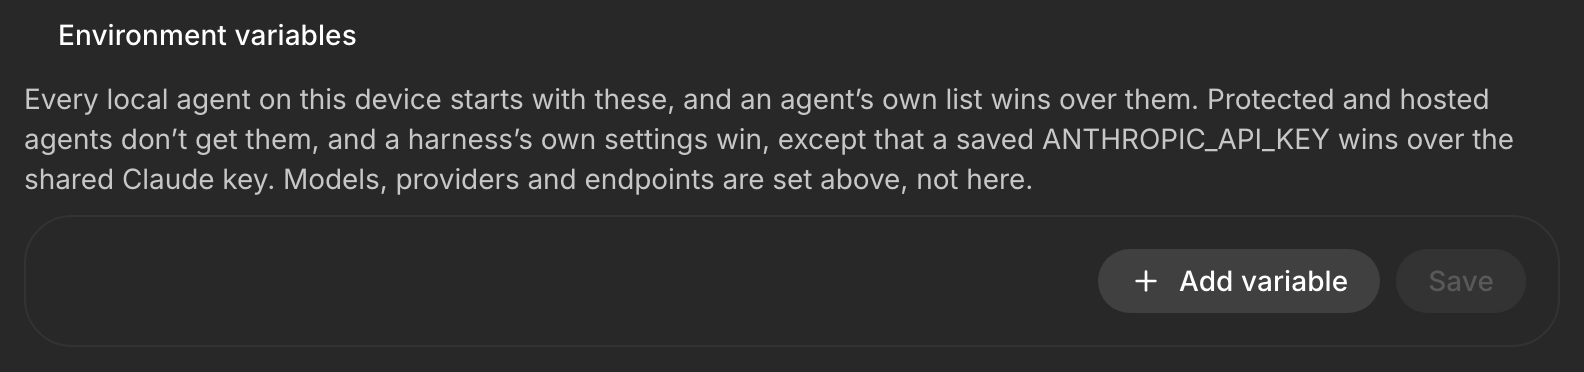 Environment variables
Every local agent on this device starts with these, and an agent’s own list wins over them. Protected and hosted
agents don’t get them, and a harness’s own settings win, except that a saved ANTHROPIC_API_KEY wins over the
shared Claude key. Models, providers and endpoints are set above, not here.
+ Add variable
Save